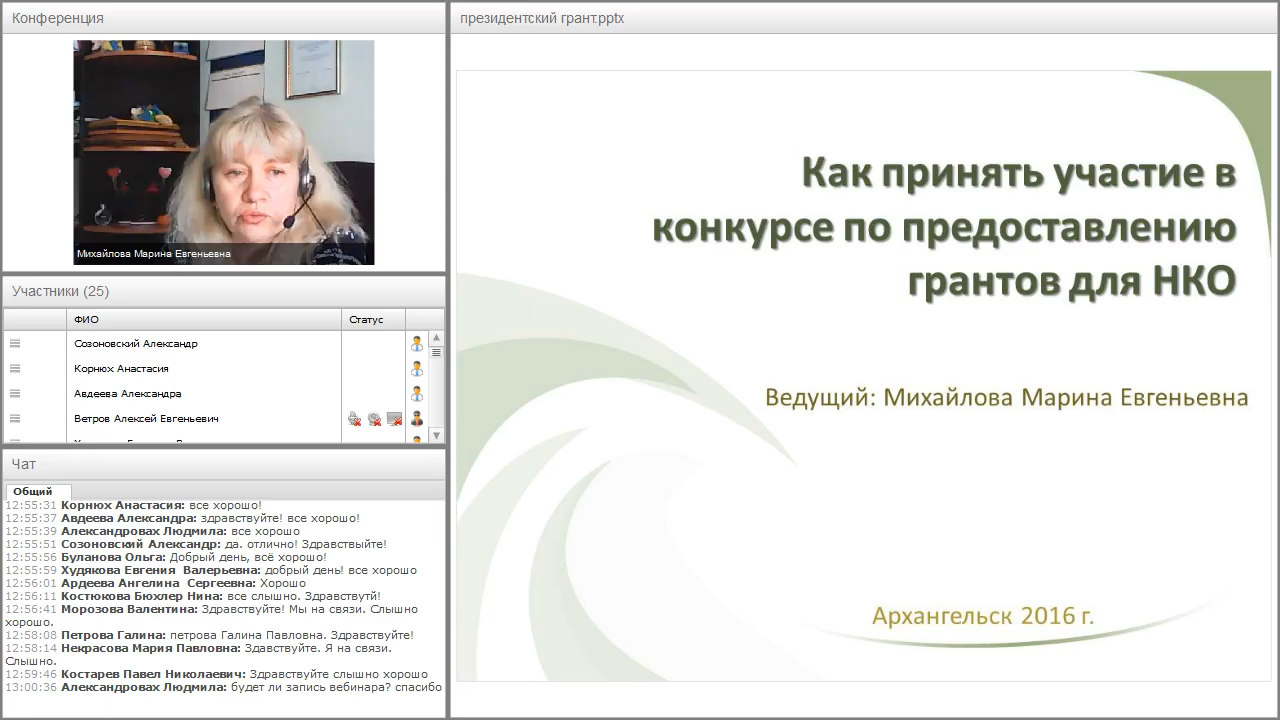 Конференция
Михайлова Марина Евгеньевна
Участники (25)
ФИО Статус
Созоновский Александр
Корнюх Анастасия
Авдеева Александра
Ветров Алексей Евгеньевич
Чат
Общий
12:55:31 Корнюх Анастасия: все хорошо!
12:55:37 Авдеева Александра: здравствуйте! все хорошо!
12:55:39 Александровах Людмила: все хорошо
12:55:51 Созоновский Александр: да. отлично! Здравствыйте!
12:55:56 Буланова Ольга: Добрый день, всё хорошо!
12:55:59 Худякова Евгения Валерьевна: добрый день! все хорошо
12:56:01 Ардеева Ангелина Сергеевна: Хорошо
12:56:11 Костюкова Бюхлер Нина: все слышно. Здравствутй!
12:56:41 Морозова Валентина: Здравствуйте! Мы на связи. Слышно
хорошо.
12:58:08 Петрова Галина: петрова Галина Павловна. Здравствуйте!
12:58:14 Некрасова Мария Павловна: Здавствуйте. Я на связи.
Слышно.
12:59:46 Костарев Павел Николаевич: Здравствуйте слышно хорошо
13:00:36 Александровах Людмила: будет ли запись вебинара? спасибо
президентский грант.pptx
Как принять участие в
конкурсе по предоставлению
грантов для НКО
Ведущий: Михайлова Марина Евгеньевна
Архангельск 2016 г.